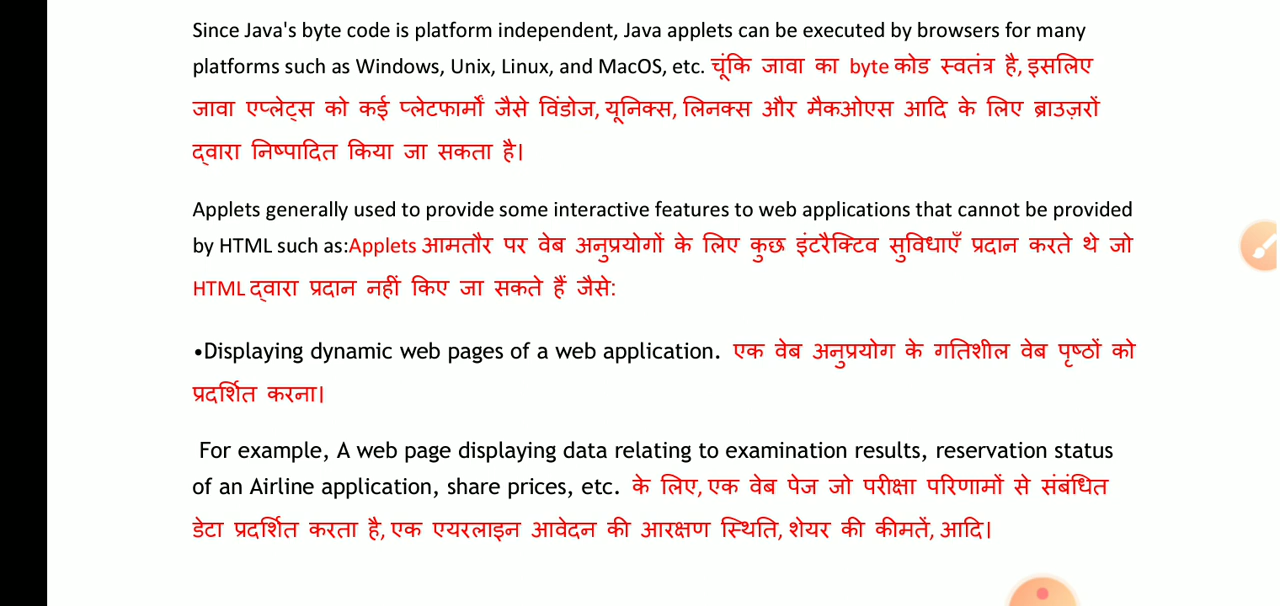 Since Java's byte code is platform independent, Java applets can be executed by browsers for many
platforms such as Windows, Unix, Linux, and MacOS, etc. चूंकि जावा का byte कोड स्वतंत्र है, इसलिए
जावा एप्लेट्स को कई प्लेटफार्मों जैसे विंडोज, यूनिक्स, लिनक्स और मैकओएस आदि के लिए ब्राउज़रों
द्वारा निष्पादित किया जा सकता है।
Applets generally used to provide some interactive features to web applications that cannot be provided
by HTML such as:Applets आमतौर पर वेब अनुप्रयोगों के लिए कुछ इंटरैक्टिव सुविधाएँ प्रदान करते थे जो
HTML द्वारा प्रदान नहीं किए जा सकते हैं जैसे:
•Displaying dynamic web pages of a web application. एक वेब अनुप्रयोग के गतिशील वेब पृष्ठों को
प्रदर्शित करना।
For example, A web page displaying data relating to examination results, reservation status
of an Airline application, share prices, etc. के लिए, एक वेब पेज जो परीक्षा परिणामों से संबंधित
डेटा प्रदर्शित करता है, एक एयरलाइन आवेदन की आरक्षण स्थिति, शेयर की कीमतें, आदि।